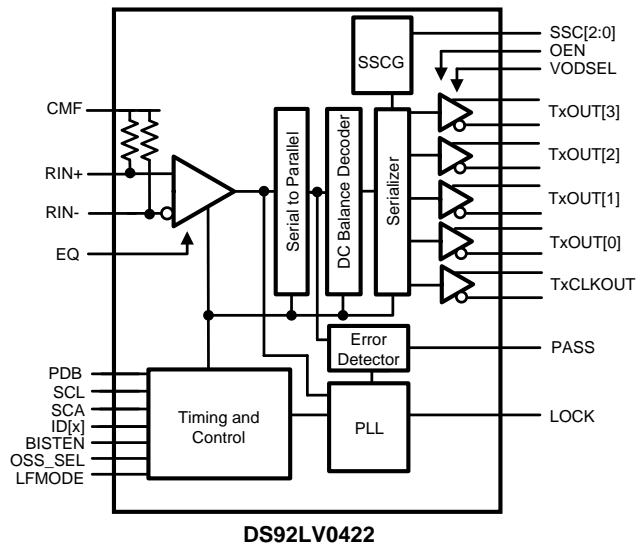 SSC[2:0]
OEN
VODSEL
SSCG
CMF
RIN+
RIN-
EQ
Serial to Parallel
DC Balance Decoder
Serializer
TxOUT[3]
TxOUT[2]
TxOUT[1]
TxOUT[0]
TxCLKOUT
Error
Detector
PASS
PDB
SCL
SCA
ID[x]
BISTEN
OSS_SEL
LFMODE
Timing and
Control
PLL
LOCK
DS92LV0422